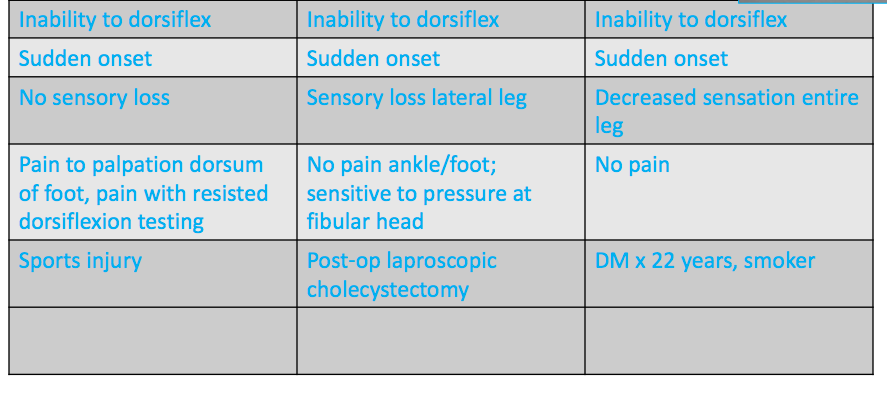 Inability to dorsiflex
Inability to dorsiflex
Inability to dorsiflex
Sudden onset
Sudden onset
Sudden onset
No sensory loss
Sensory loss lateral leg
Decreased sensation entire
leg
Pain to palpation dorsum
of foot, pain with resisted
dorsiflexion testing
No pain ankle/foot;
sensitive to pressure at
fibular head
No pain
Sports injury
Post-op laproscopic
cholecystectomy
DM x 22 years, smoker